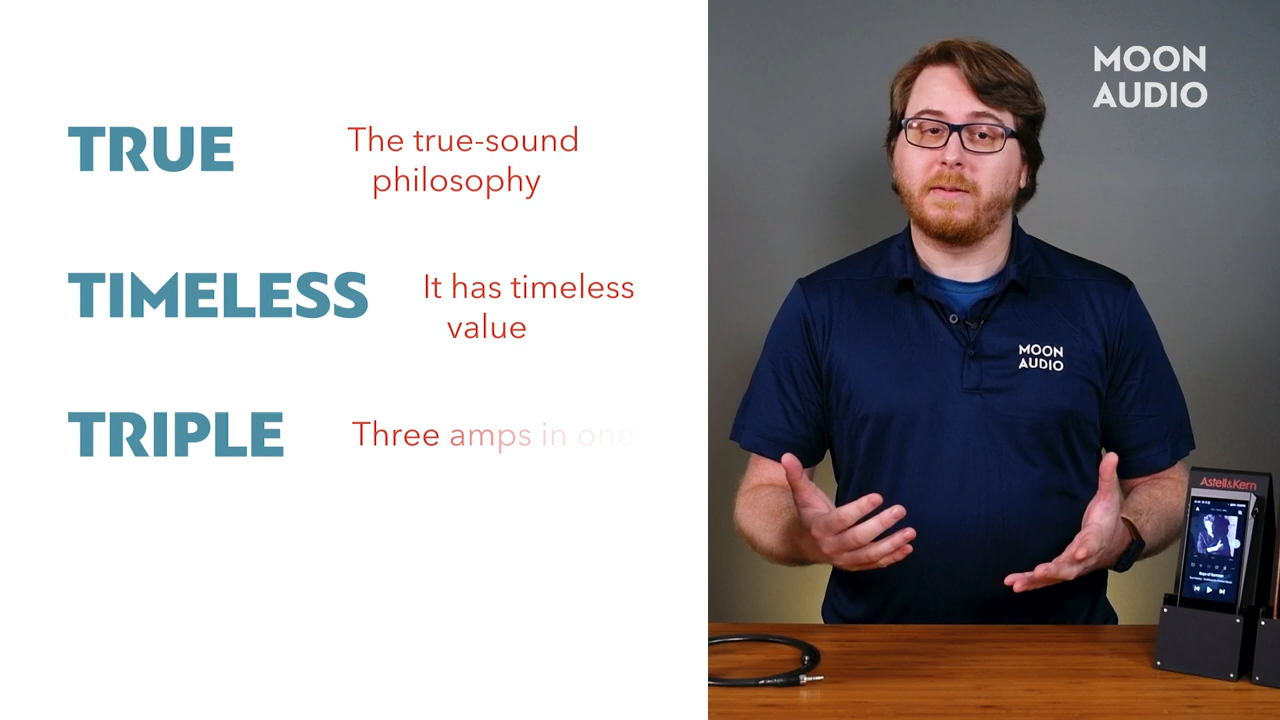 TRUE
The true-sound
philosophy
TIMELESS
It has timeless
value
TRIPLE
Three amps in one
MOON
AUDIO
MOON
AUDIO
Astell&Kern